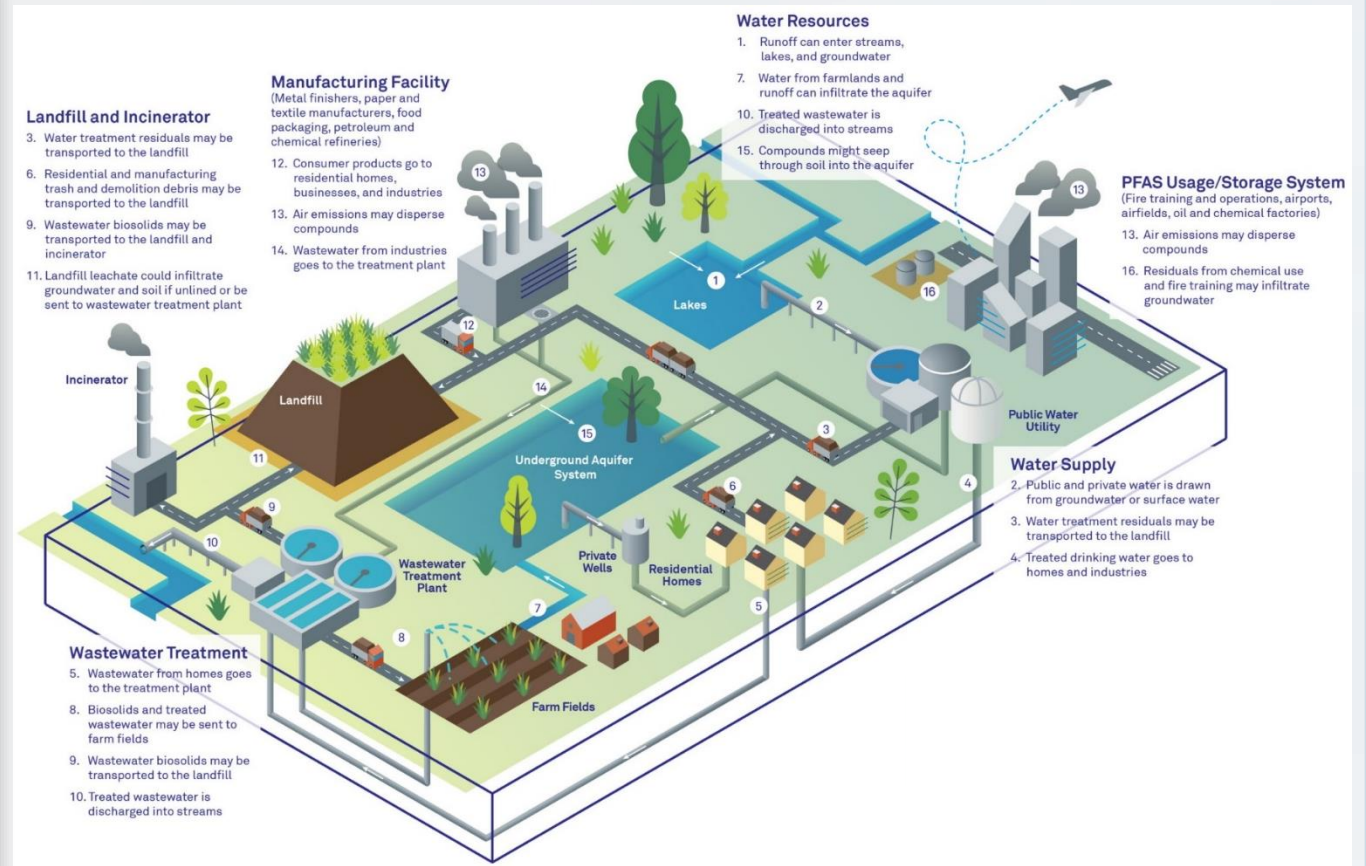 Water Resources
1. Runoff can enter streams,
lakes, and groundwater
7. Water from farmlands and
runoff can infiltrate the aquifer
10. Treated wastewater is
discharged into streams
15. Compounds might seep
through soil into the aquifer
Manufacturing Facility
(Metal finishers, paper and
textile manufacturers, food
packaging, petroleum and
chemical refineries)
12. Consumer products go to
residential homes,
businesses, and industries
13. Air emissions may disperse
compounds
14. Wastewater from industries
goes to the treatment plant
Landfill and Incinerator
3. Water treatment residuals may be
transported to the landfill
6. Residential and manufacturing
trash and demolition debris may be
transported to the landfill
9. Wastewater biosolids may be
transported to the landfill and
incinerator
11. Landfill leachate could infiltrate
groundwater and soil if unlined or be
sent to wastewater treatment plant
PFAS Usage/Storage System
(Fire training and operations, airports,
airfields, oil and chemical factories)
13. Air emissions may disperse
compounds
16. Residuals from chemical use
and fire training may infiltrate
groundwater
13
13
1
Lakes
2
16
12
Incinerator
Landfill
14
15
Underground Aquifer
System
3
Public Water
Utility
11
6
4
9
10
Private
Wells
Residential
Homes
Wastewater
Treatment
Plant
5
7
8
Farm Fields
Water Supply
2. Public and private water is drawn
from groundwater or surface water
3. Water treatment residuals may be
transported to the landfill
4. Treated drinking water goes to
homes and industries
Wastewater Treatment
5. Wastewater from homes goes
to the treatment plant
8. Biosolids and treated
wastewater may be sent to
farm fields
9. Wastewater biosolids may be
transported to the landfill
10. Treated wastewater is
discharged into streams